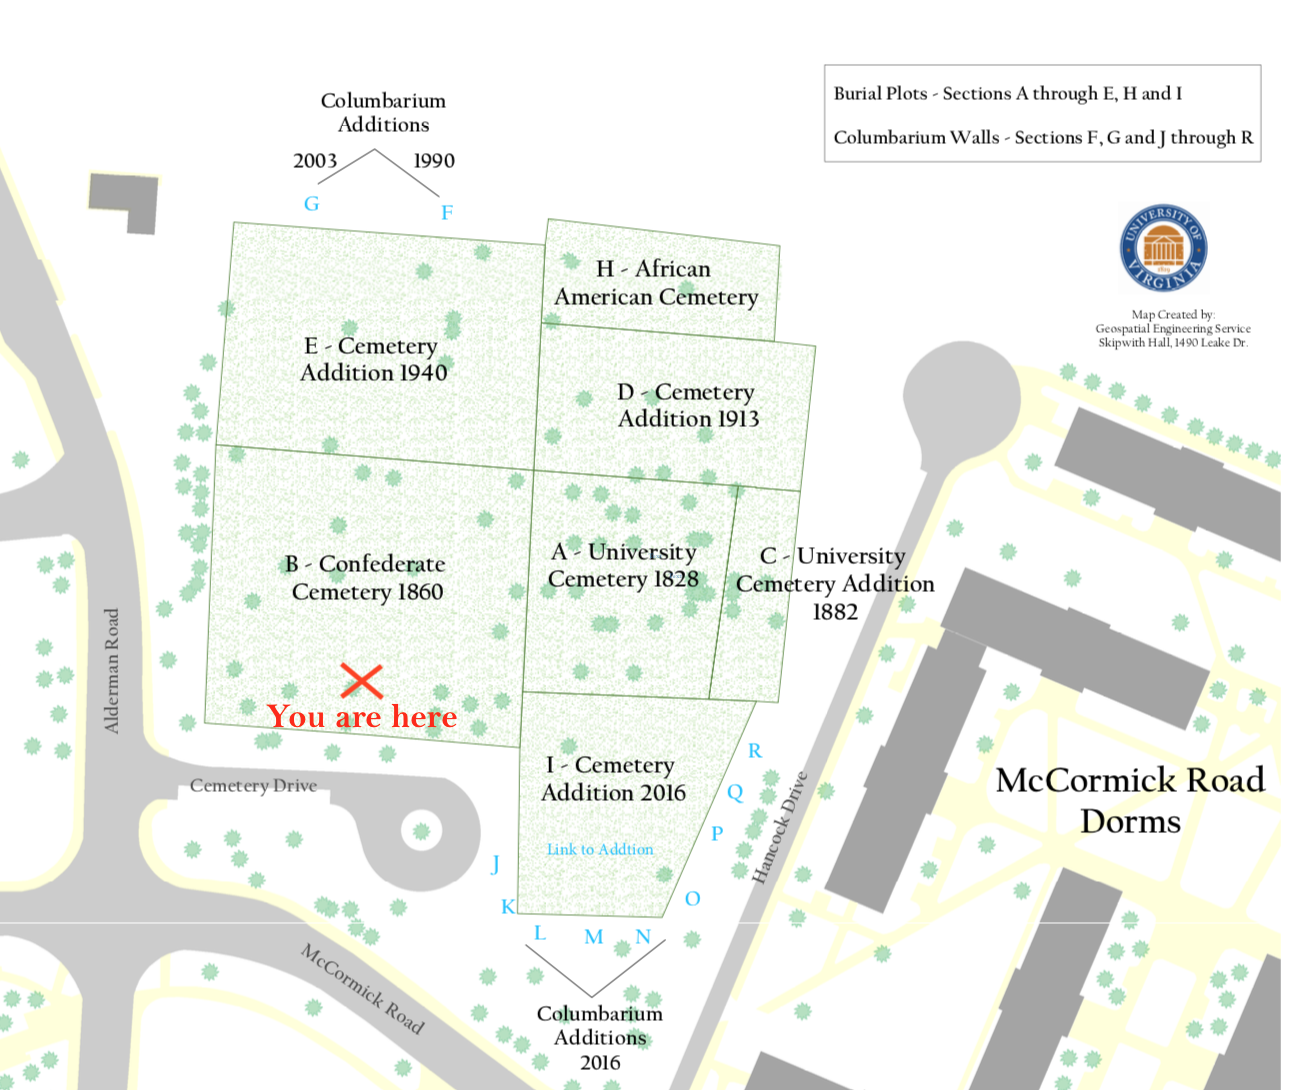 Columbarium
Additions
2003
1990
G
F
Burial Plots - Sections A through E, H and I
Columbarium Walls - Sections F, G and J through R
UNIVERSITY OF
VIRGINIA
1819
Map Created by:
Geospatial Engineering Service
Skipwith Hall, 1490 Leake Dr.
H - African
American Cemetery
E - Cemetery
Addition 1940
D - Cemetery
Addition 1913
B - Confederate
Cemetery 1860
A - University
Cemetery 1828
C - University
Cemetery Addition
1882
You are here
Alderman Road
Cemetery Drive
I - Cemetery
Addition 2016
Link to Addtion
R
Q
P
O
J
K
L
M
N
Hancock Drive
McCormick Road
Dorms
McCormick Road
Columbarium
Additions
2016